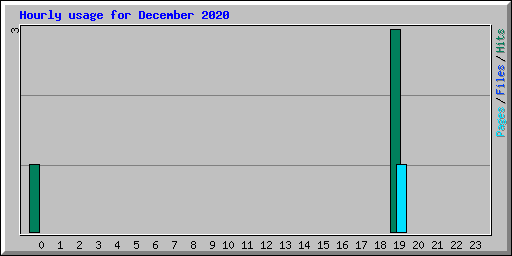 Hourly usage for December 2020
3
Pages/Files/Hits
0 1 2 3 4 5 6 7 8 9 10 11 12 13 14 15 16 17 18 19 20 21 22 23